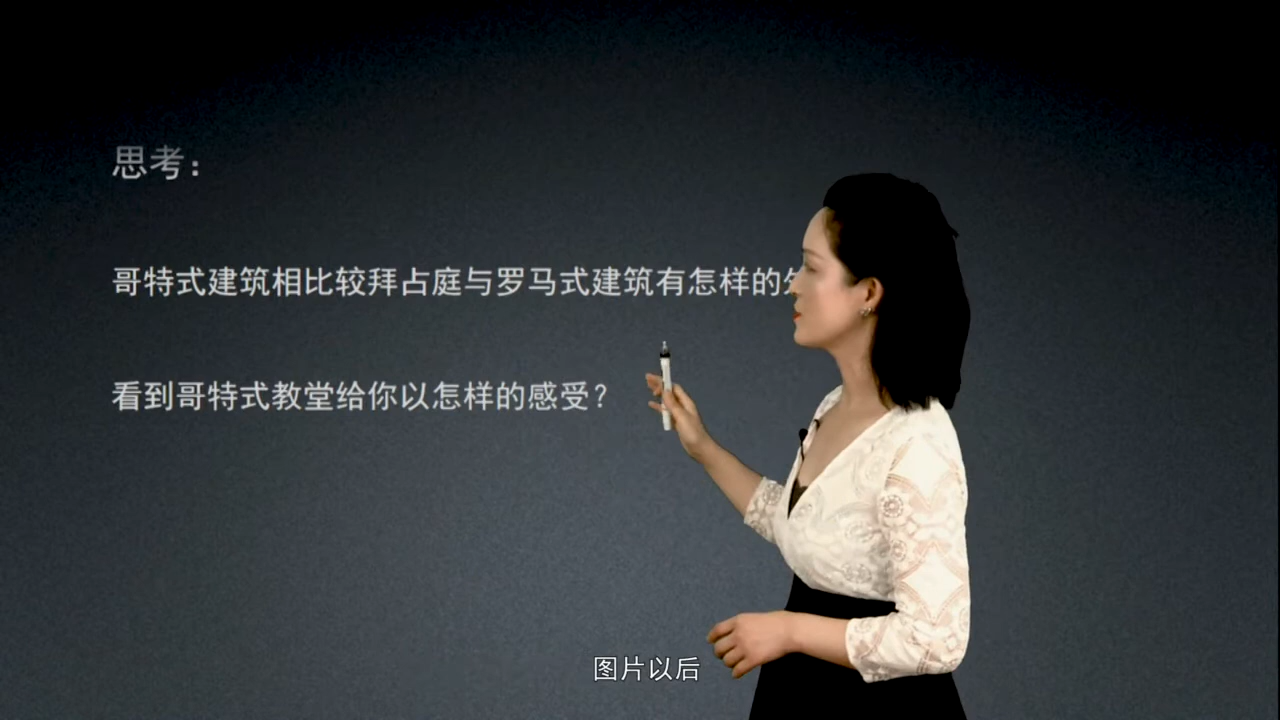 思考：
哥特式建筑相比较拜占庭与罗马式建筑有怎样的
看到哥特式教堂给你以怎样的感受？
图片以后